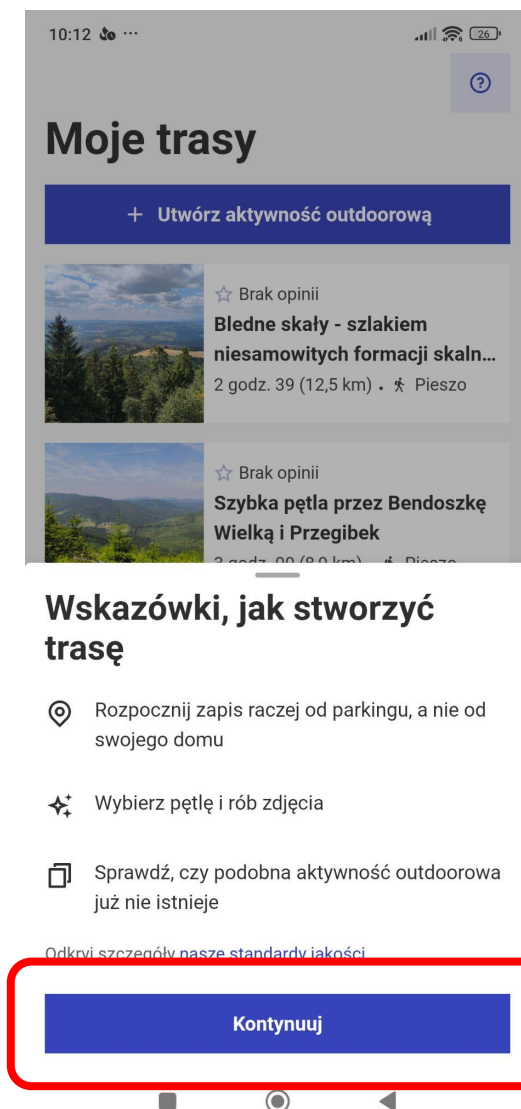 10:12
26
Moje trasy
+ Utwórz aktywność outdoorową
Brak opinii
Bledne skały - szlakiem
niesamowitych formacji skaln...
2 godz. 39 (12,5 km) • Pieszo
Brak opinii
Szybka pętla przez Bendoszkę
Wielką i Przegibek
Wskazówki, jak stworzyć
trasę
Rozpocznij zapis raczej od parkingu, a nie od
swojego domu
Wybierz pętlę i rób zdjęcia
Sprawdź, czy podobna aktywność outdoorowa
już nie istnieje
Odkryj szczegóły nasze standardy jakości
Kontynuuj